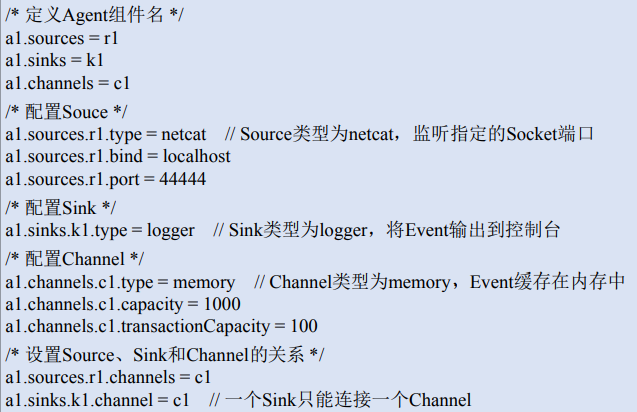 /* 定义Agent组件名 */
a1.sources = r1
a1.sinks = k1
a1.channels = c1
/* 配置Souce */
a1.sources.r1.type = netcat // Source类型为netcat，监听指定的Socket端口
a1.sources.r1.bind = localhost
a1.sources.r1.port = 44444
/* 配置Sink */
a1.sinks.k1.type = logger // Sink类型为logger，将Event输出到控制台
/* 配置Channel */
a1.channels.c1.type = memory // Channel类型为memory，Event缓存在内存中
a1.channels.c1.capacity = 1000
a1.channels.c1.transactionCapacity = 100
/* 设置Source、Sink和Channel的关系 */
a1.sources.r1.channels = c1
a1.sinks.k1.channel = c1 // 一个Sink只能连接一个Channel